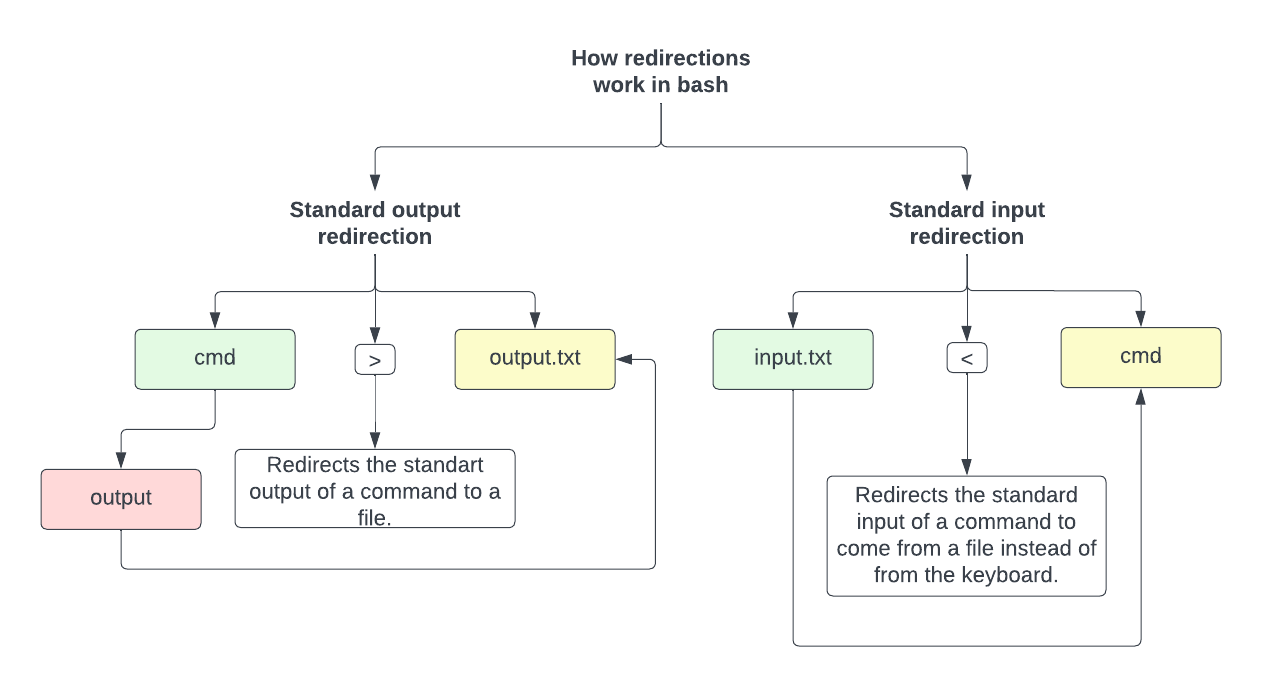 How redirections
work in bash
Standard output
redirection
Standard input
redirection
cmd
>
output.txt
input.txt
<
cmd
output
Redirects the standart
output of a command to a
file.
Redirects the standard
input of a command to
come from a file instead of
from the keyboard.